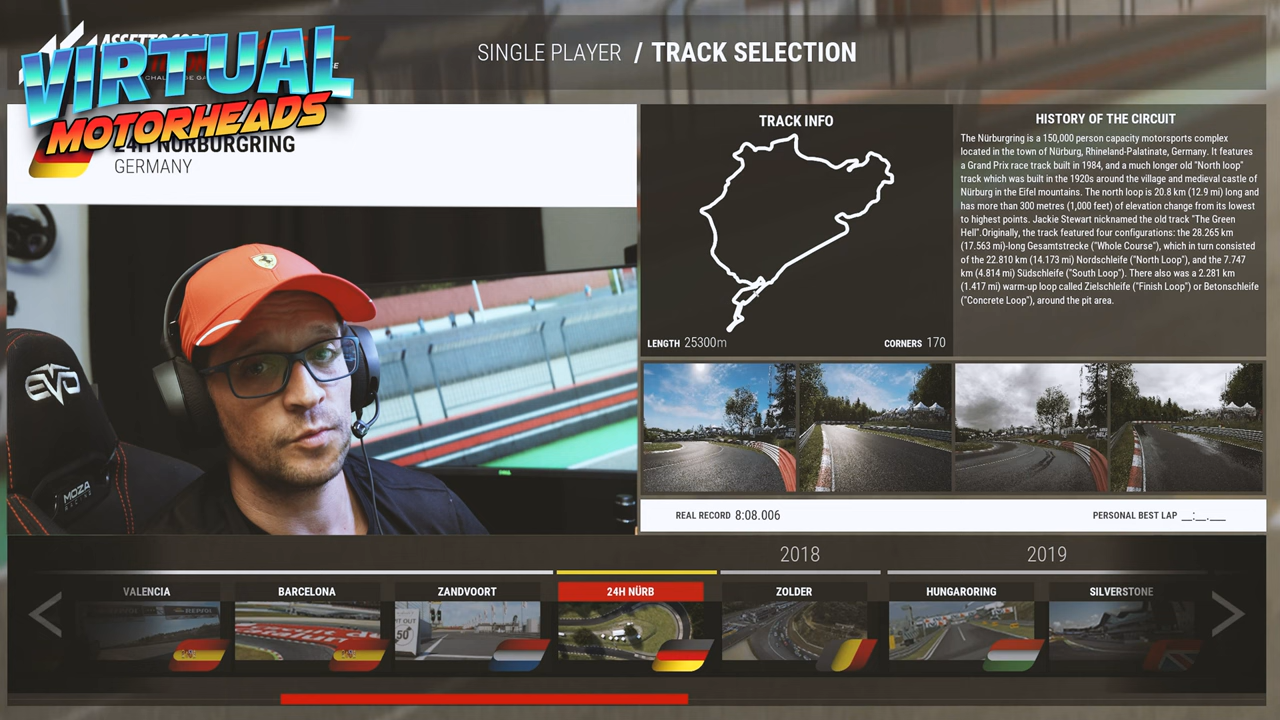 ASSETTO CORSA
VIRTUAL
MOTORHEADS
SINGLE PLAYER / TRACK SELECTION
24H NÜRBURGRING
GERMANY
TRACK INFO
LENGTH 25300m
CORNERS 170
HISTORY OF THE CIRCUIT
The Nürburgring is a 150,000 person capacity motorsports complex
located in the town of Nürburg, Rhineland-Palatinate, Germany. It features
a Grand Prix race track built in 1984, and a much longer old "North loop"
track which was built in the 1920s around the village and medieval castle of
Nürburg in the Eifel mountains. The north loop is 20.8 km (12.9 mi) long and
has more than 300 metres (1,000 feet) of elevation change from its lowest
to highest points. Jackie Stewart nicknamed the old track "The Green
Hell".Originally, the track featured four configurations: the 28.265 km
(17.563 mi)-long Gesamtstrecke ("Whole Course"), which in turn consisted
of the 22.810 km (14.173 mi) Nordschleife ("North Loop"), and the 7.747
km (4.814 mi) Südschleife ("South Loop"). There also was a 2.281 km
(1.417 mi) warm-up loop called Zielschleife ("Finish Loop") or Betonschleife
("Concrete Loop"), around the pit area.
EVO
MOZA
RACING
REAL RECORD 8:08.006
PERSONAL BEST LAP __:__.___
2018
2019
VALENCIA
BARCELONA
ZANDVOORT
24H NÜRB
ZOLDER
HUNGARORING
SILVERSTONE